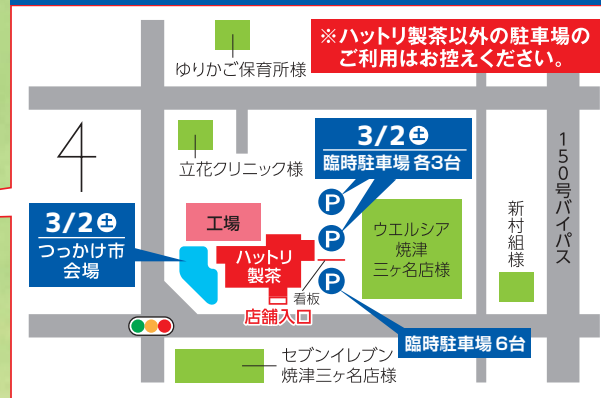 ※ハットリ製茶以外の駐車場の
ご利用はお控えください。
ゆりかご保育所様
立花クリニック様
3/2土
臨時駐車場 各3台
P
P
P
150号バイパス
新村組様
ウエルシア
焼津
三ヶ名店様
工場
3/2土
つっかけ市
会場
ハットリ
製茶
看板
店舗入口
臨時駐車場 6台
セブンイレブン
焼津三ヶ名店様